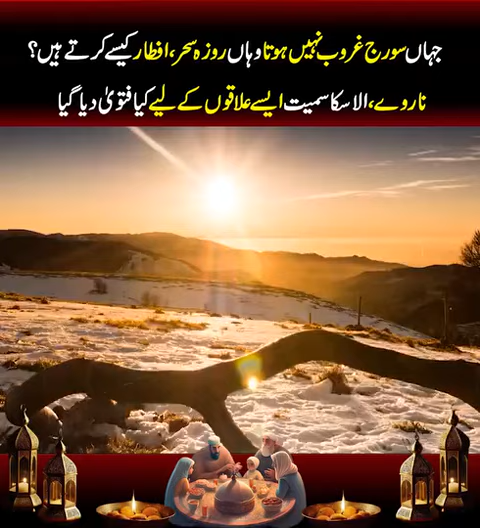 جہاں سورج غروب نہیں ہوتا وہاں روزہ سحر، افطار کیسے کرتے ہیں؟
ناروے، الاسکا سمیت ایسے علاقوں کے لیے کیا فتویٰ دیا گیا